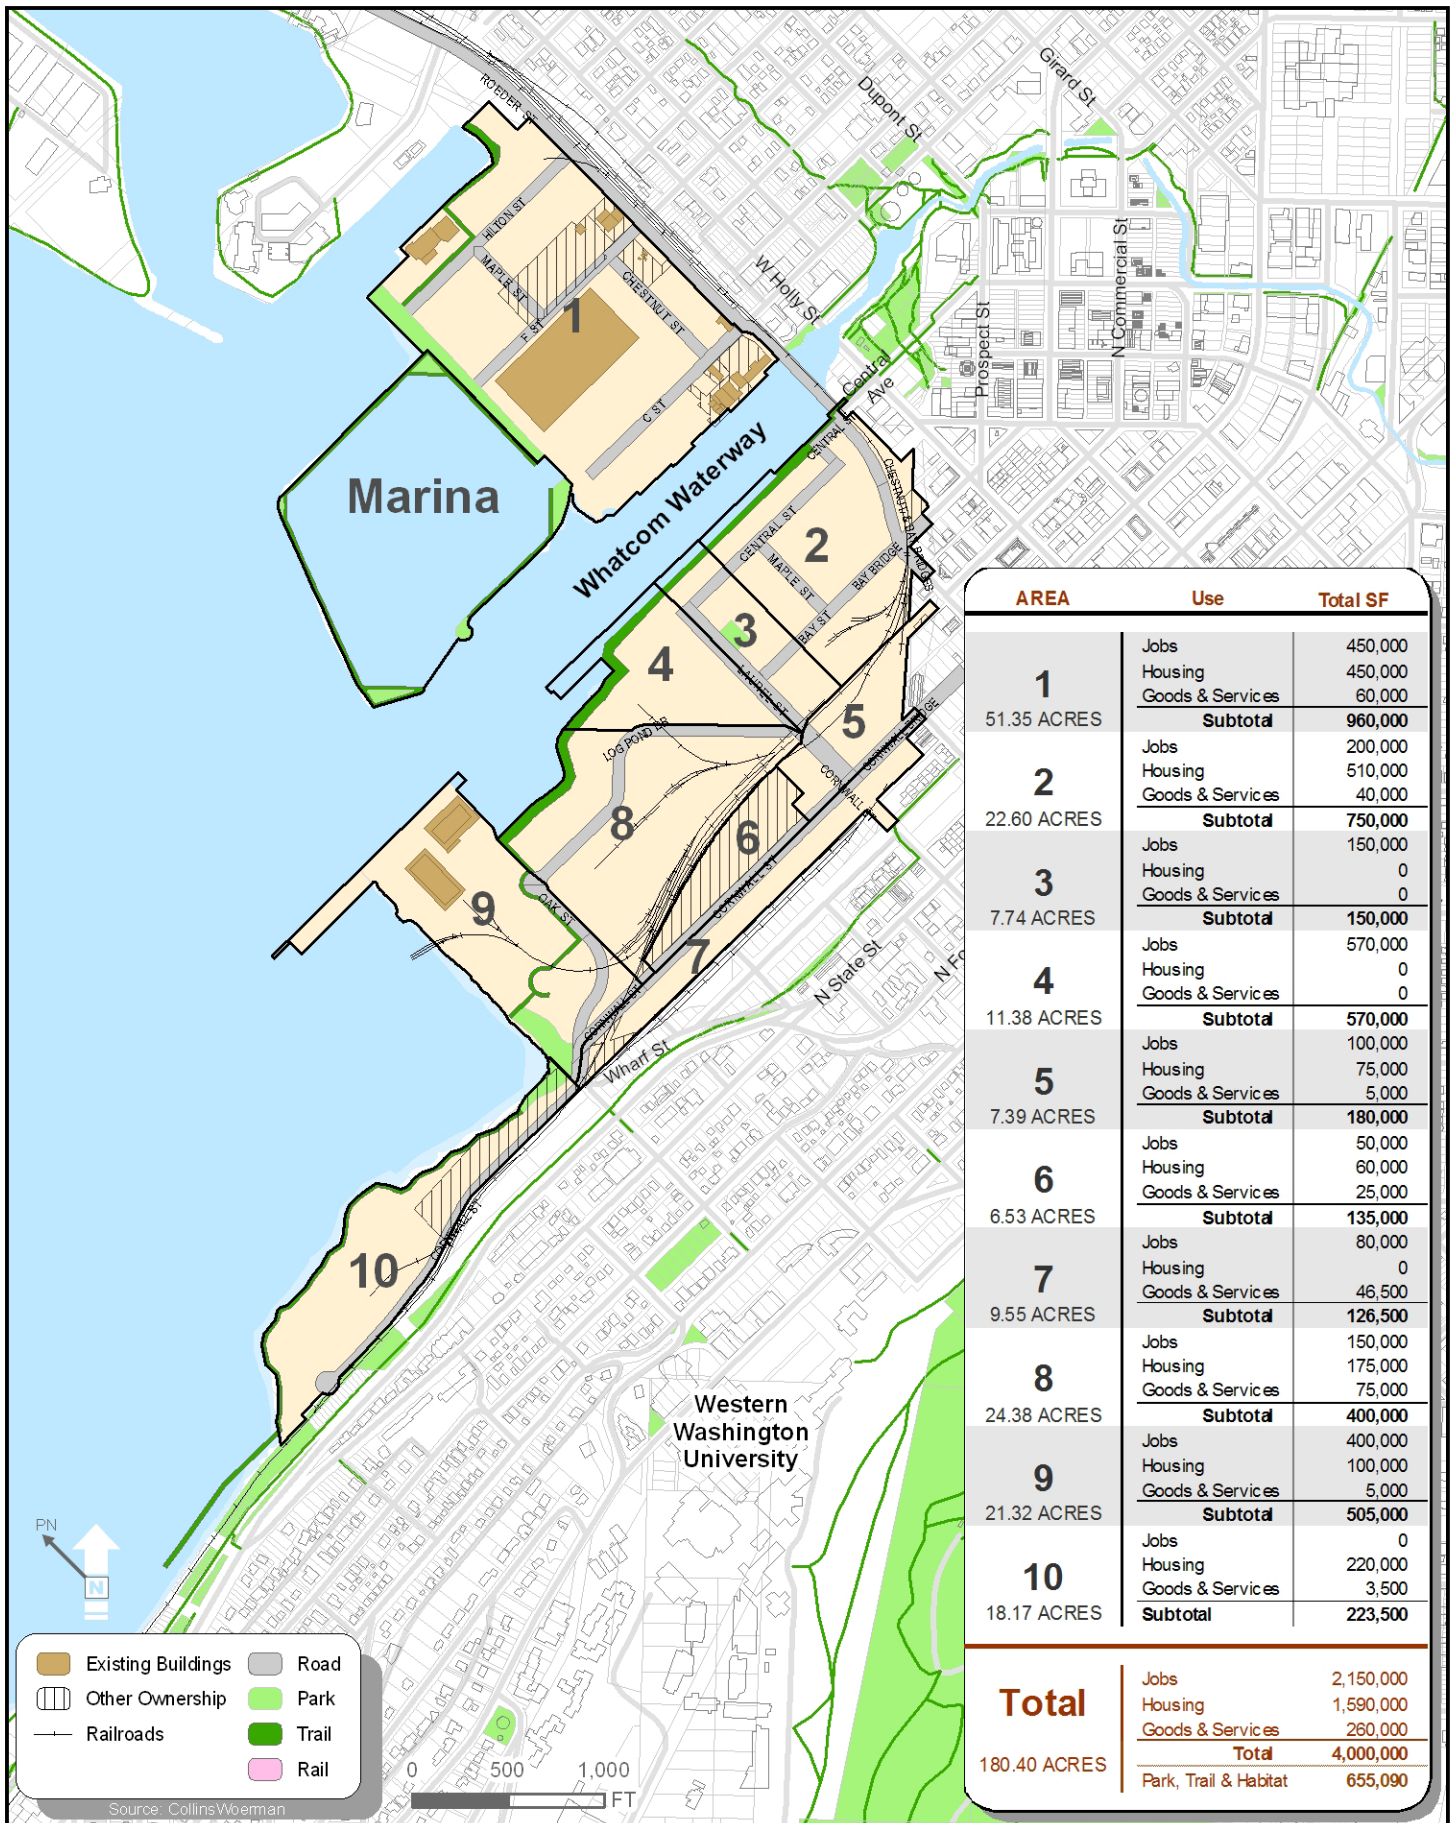 ROEDER ST
Girard St
Dupont St
HILTON ST
MAPLE ST
CHESTNUT ST
F ST
1
C ST
W Holly St
Central
Ave
Prospect St
N Commercial St
Marina
Whatcom Waterway
CENTRAL ST
CHESTNUT & BAY BRIDGES
CENTRAL ST
2
MAPLE ST
BAY BRIDGE
BAY ST
3
4
LAUREL ST
5
LOG POND DR
CORNWALL BRIDGE
CORNWALL ST
8
6
CORNWALL ST
9
OAK ST
7
N State St
N Fo
CORNWALL ST
Wharf St
10
CORNWALL ST
Western
Washington
University
AREA Use Total SF
1
51.35 ACRES
Jobs 450,000
Housing 450,000
Goods & Services 60,000
Subtotal 960,000
2
22.60 ACRES
Jobs 200,000
Housing 510,000
Goods & Services 40,000
Subtotal 750,000
3
7.74 ACRES
Jobs 150,000
Housing 0
Goods & Services 0
Subtotal 150,000
4
11.38 ACRES
Jobs 570,000
Housing 0
Goods & Services 0
Subtotal 570,000
5
7.39 ACRES
Jobs 100,000
Housing 75,000
Goods & Services 5,000
Subtotal 180,000
6
6.53 ACRES
Jobs 50,000
Housing 60,000
Goods & Services 25,000
Subtotal 135,000
7
9.55 ACRES
Jobs 80,000
Housing 0
Goods & Services 46,500
Subtotal 126,500
8
24.38 ACRES
Jobs 150,000
Housing 175,000
Goods & Services 75,000
Subtotal 400,000
9
21.32 ACRES
Jobs 400,000
Housing 100,000
Goods & Services 5,000
Subtotal 505,000
10
18.17 ACRES
Jobs 0
Housing 220,000
Goods & Services 3,500
Subtotal 223,500
Total
180.40 ACRES
Jobs 2,150,000
Housing 1,590,000
Goods & Services 260,000
Total 4,000,000
Park, Trail & Habitat 655,090
PN
N
Existing Buildings
Other Ownership
Railroads
Road
Park
Trail
Rail
Source: CollinsWoerman
0 500 1,000
FT